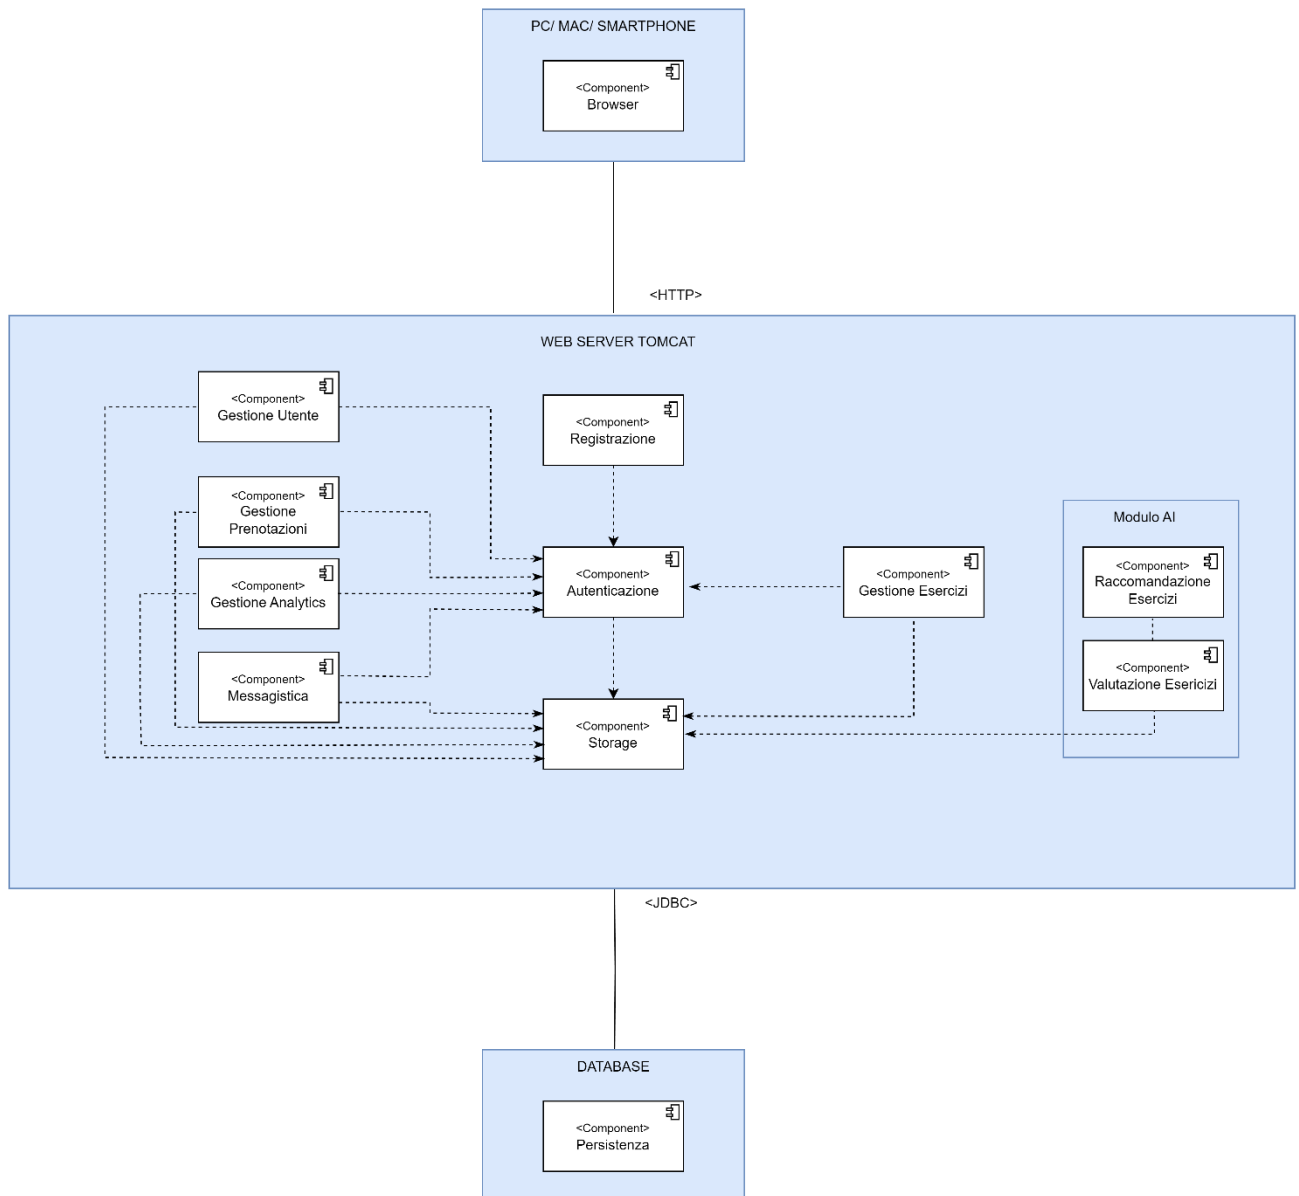 PC/ MAC/ SMARTPHONE
<Component>
Browser
<HTTP>
WEB SERVER TOMCAT
<Component>
Gestione Utente
<Component>
Registrazione
<Component>
Gestione
Prenotazioni
<Component>
Gestione Analytics
<Component>
Messagistica
<Component>
Autenticazione
<Component>
Storage
<Component>
Gestione Esercizi
Modulo AI
<Component>
Raccomandazione
Esercizi
<Component>
Valutazione Esericizi
<JDBC>
DATABASE
<Component>
Persistenza